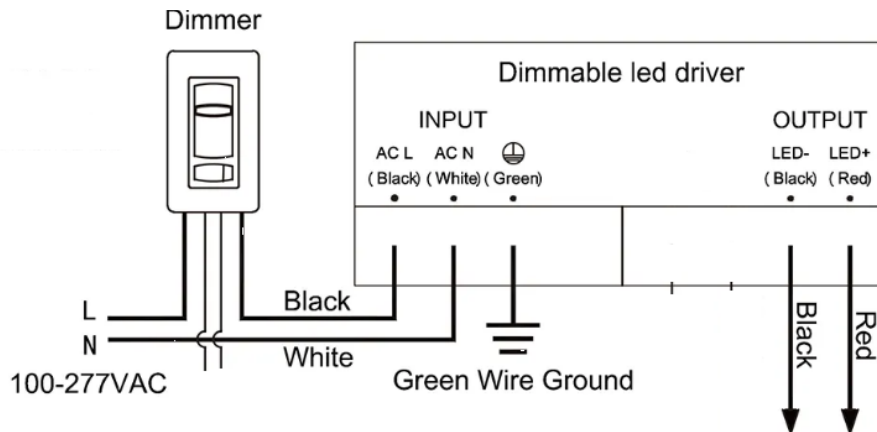 Dimmer
Dimmable led driver
INPUT
OUTPUT
AC L
AC N
LED-
LED+
(Black)
(White)
(Green)
(Black)
(Red)
L
Black
N
White
100-277VAC
Green Wire Ground
Black
Red